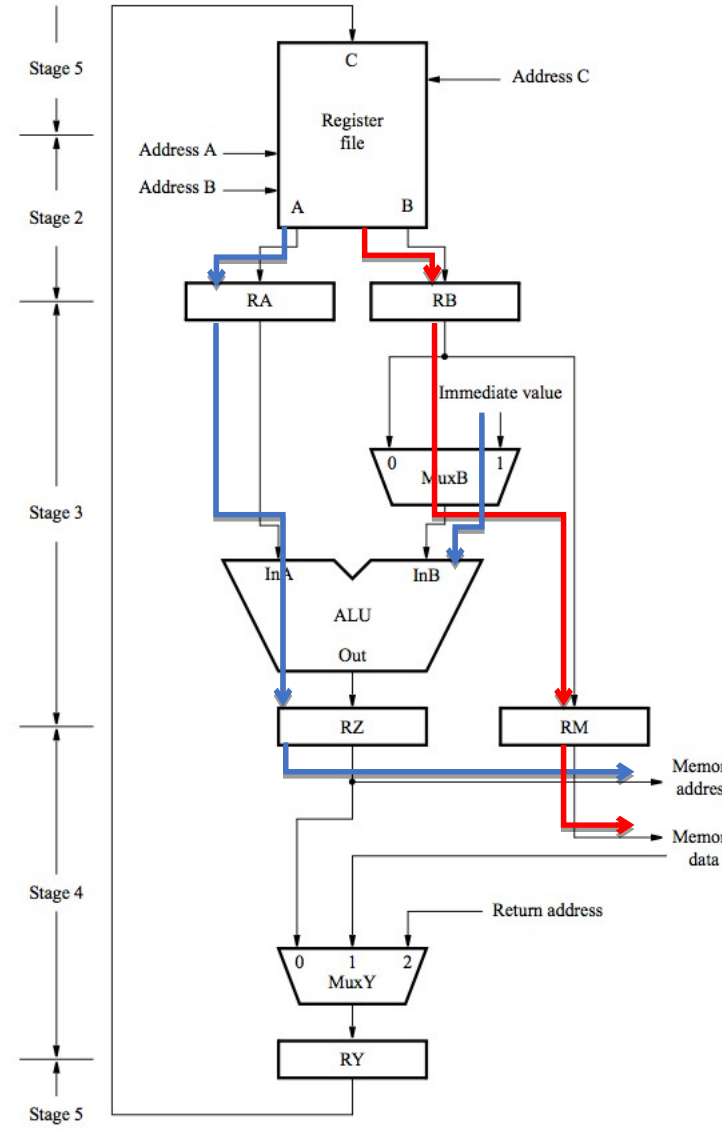 C
Stage 5
Address C
Register
file
Address A
Address B
Stage 2
A
B
RA
RB
Immediate value
0
1
MuxB
Stage 3
InA
InB
ALU
Out
RZ
RM
Memor
addres
Memor
data
Stage 4
Return address
0
1
2
MuxY
RY
Stage 5